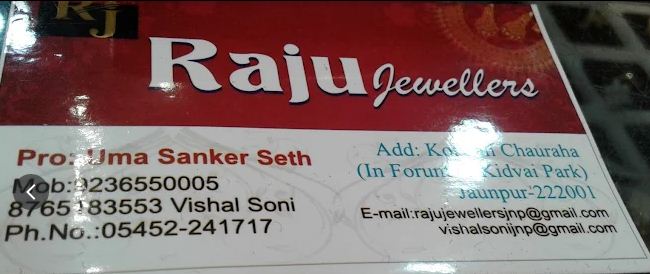 RJ
Raju Jewellers
Pro: Uma Sanker Seth
Mob:9236550005
8765183553 Vishal Soni
Ph.No.:05452-241717
Add: Chauraha
(In Kidvai Park)
Jaunpur-222001
E-mail:rajujewellersjnp@gmail.com
vishalsonijnp@gmail.com